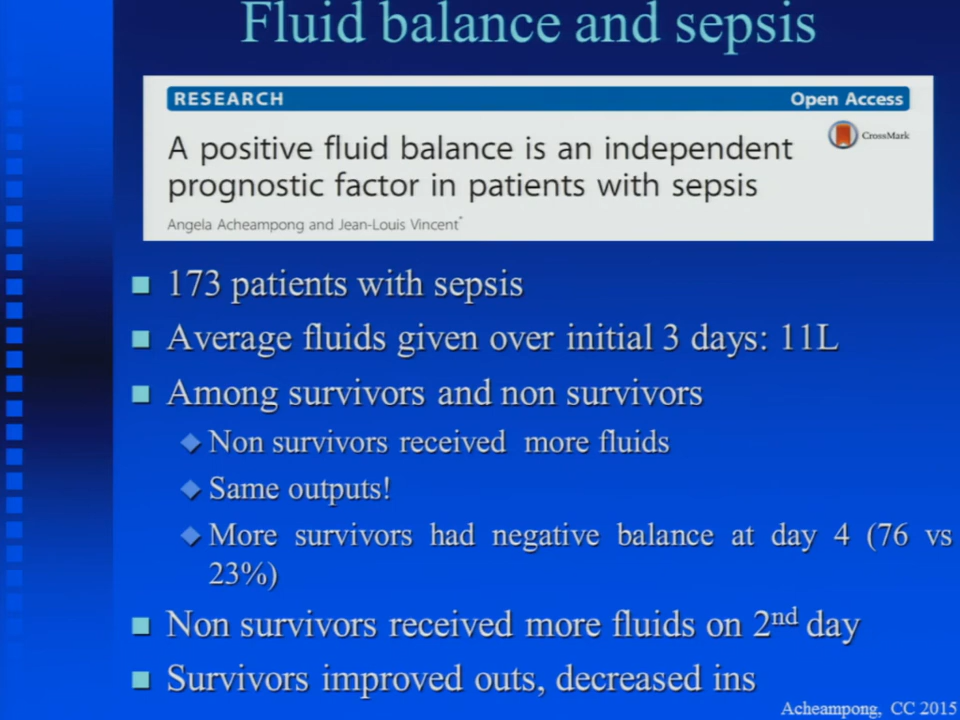 Fluid balance and sepsis
RESEARCH Open Access
CrossMark
A positive fluid balance is an independent
prognostic factor in patients with sepsis
Angela Acheampong and Jean-Louis Vincent*
173 patients with sepsis
Average fluids given over initial 3 days: 11L
Among survivors and non survivors
Non survivors received more fluids
Same outputs!
More survivors had negative balance at day 4 (76 vs
23%)
Non survivors received more fluids on 2nd day
Survivors improved outs, decreased ins
Acheampong, CC 2015